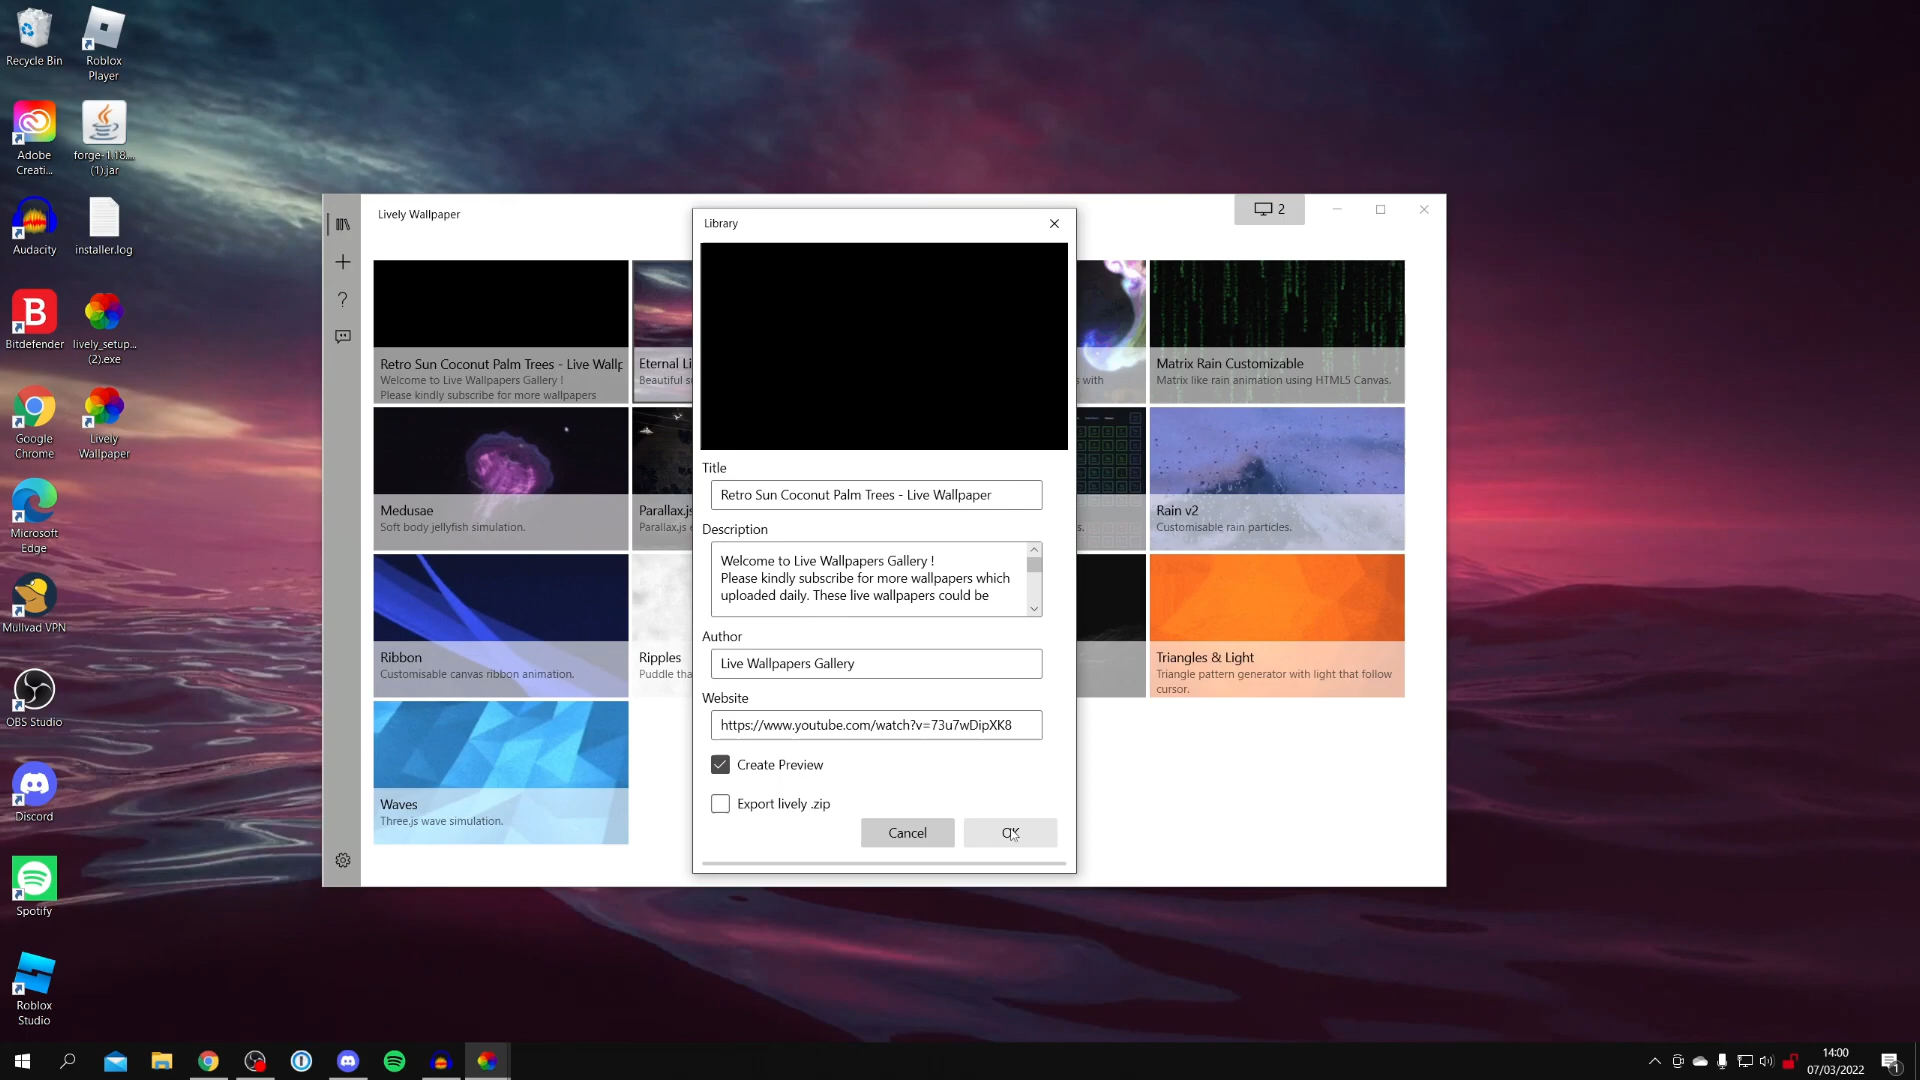 Recycle Bin
Roblox
Player
Adobe
Creati...
forge-1.18....
(1).jar
Audacity
installer.log
Bitdefender
lively_setup...
(2).exe
Google
Chrome
Lively
Wallpaper
Microsoft
Edge
Mullvad VPN
OBS Studio
Discord
Spotify
Roblox
Studio
Lively Wallpaper
2
Retro Sun Coconut Palm Trees - Live Wallp
Welcome to Live Wallpapers Gallery !
Please kindly subscribe for more wallpapers
Eternal Li
Beautiful s
s with
Matrix Rain Customizable
Matrix like rain animation using HTML5 Canvas.
Medusae
Soft body jellyfish simulation.
Parallax.js
Parallax.js e
s.
Rain v2
Customisable rain particles.
Ribbon
Customisable canvas ribbon animation.
Ripples
Puddle tha
Triangles & Light
Triangle pattern generator with light that follow
cursor.
Waves
Three.js wave simulation.
Library
Title
Retro Sun Coconut Palm Trees - Live Wallpaper
Description
Welcome to Live Wallpapers Gallery !
Please kindly subscribe for more wallpapers which
uploaded daily. These live wallpapers could be
Author
Live Wallpapers Gallery
Website
https://www.youtube.com/watch?v=73u7wDipXK8
Create Preview
Export lively .zip
Cancel
OK
14:00
07/03/2022
1